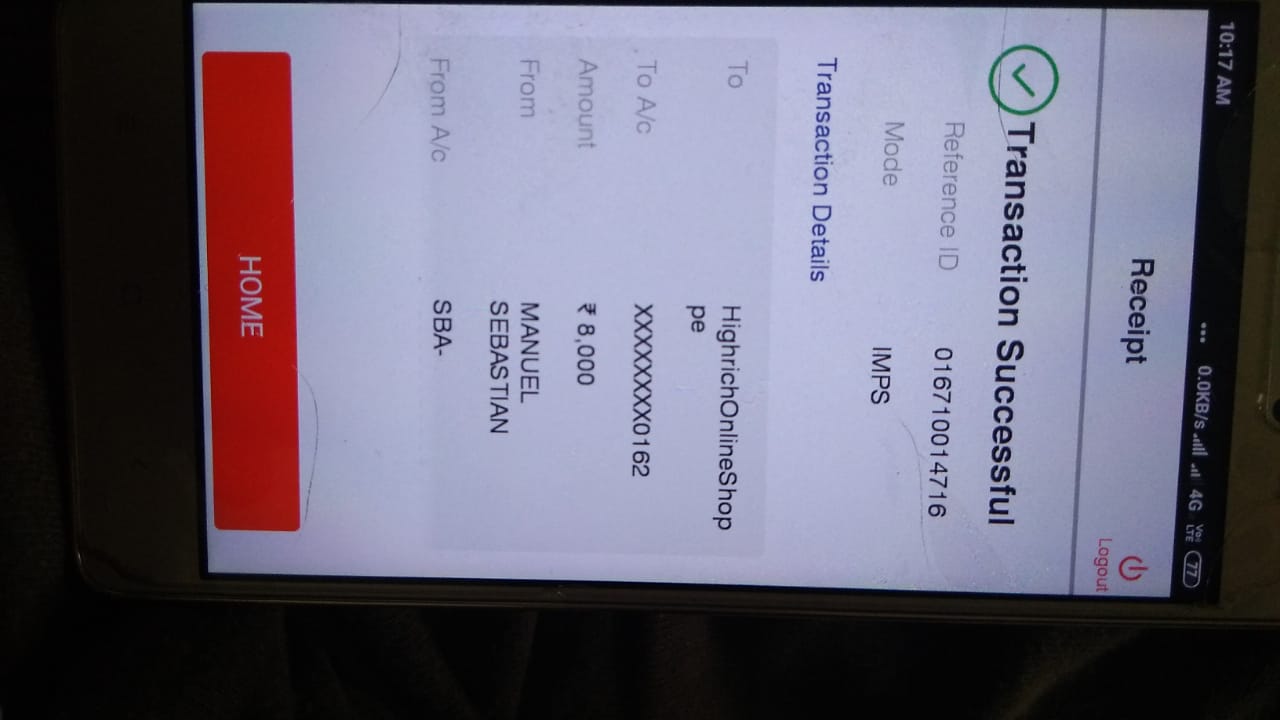 10:17 AM ... 0.0KB/s 4G Vo LTE 77
Receipt
Logout
Transaction Successful
Reference ID 016710014716
Mode IMPS
Transaction Details
To HighrichOnlineShop
pe
To A/c XXXXXXXX0162
Amount ₹ 8,000
From MANUEL
SEBASTIAN
From A/c SBA-
HOME